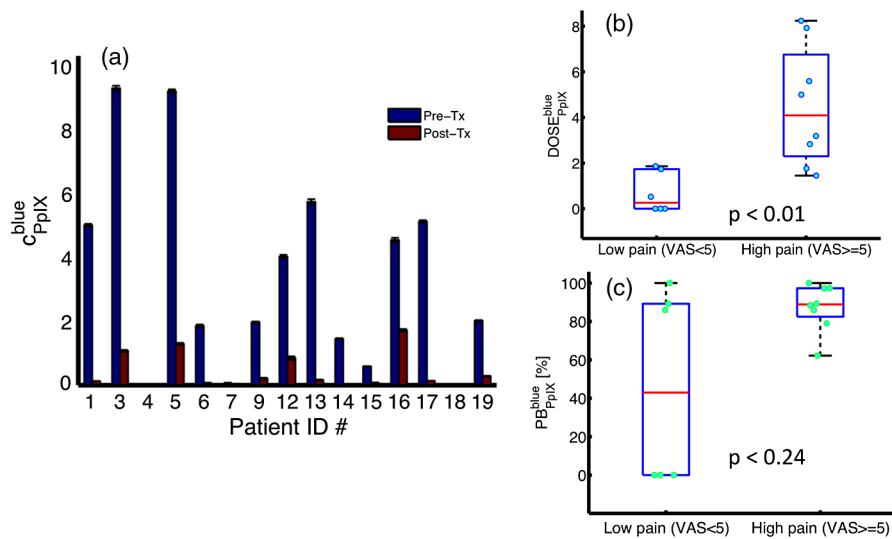 (a)
10
8
6
4
2
0
c^blue_PpIX
Pre-Tx
Post-Tx
1 3 4 5 6 7 9 12 13 14 15 16 17 18 19
Patient ID #
(b)
8
6
4
2
0
DOSE^blue_PpIX
p < 0.01
Low pain (VAS<5) High pain (VAS>=5)
(c)
100
80
60
40
20
0
PB^blue_PpIX [%]
p < 0.24
Low pain (VAS<5) High pain (VAS>=5)